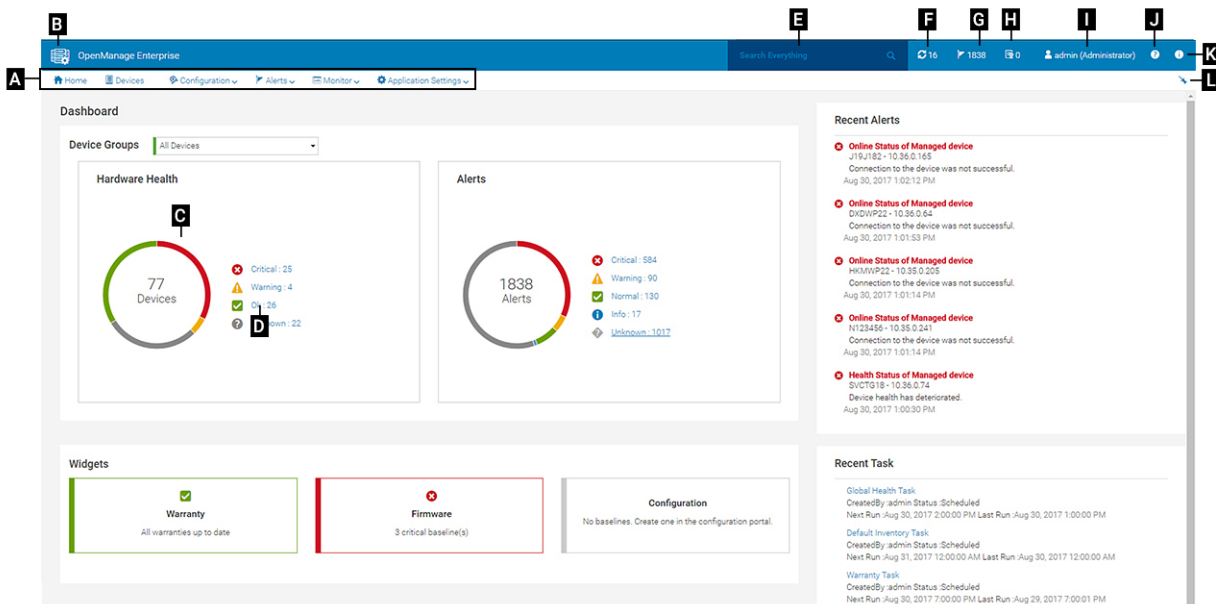 B
E
F
G
H
I
J
OpenManage Enterprise
Search Everything
16
1838
0
admin (Administrator)
K
A
Home
Devices
Configuration
Alerts
Monitor
Application Settings
L
Dashboard
Device Groups
All Devices
Hardware Health
C
77
Devices
Critical : 25
Warning : 4
: 26
D
: 22
Alerts
1838
Alerts
Critical : 584
Warning : 90
Normal : 130
Info : 17
Unknown : 1017
Recent Alerts
Online Status of Managed device
J19J182 - 10.36.0.165
Connection to the device was not successful.
Aug 30, 2017 1:02:12 PM
Online Status of Managed device
DXDWP22 - 10.36.0.64
Connection to the device was not successful.
Aug 30, 2017 1:01:53 PM
Online Status of Managed device
HKMWP22 - 10.35.0.205
Connection to the device was not successful.
Aug 30, 2017 1:01:14 PM
Online Status of Managed device
N123456 - 10.35.0.241
Connection to the device was not successful.
Aug 30, 2017 1:01:14 PM
Health Status of Managed device
SVCTG18 - 10.36.0.74
Device health has deteriorated.
Aug 30, 2017 1:00:30 PM
Widgets
Warranty
All warranties up to date
Firmware
3 critical baseline(s)
Configuration
No baselines. Create one in the configuration portal.
Recent Task
Global Health Task
CreatedBy :admin Status :Scheduled
Next Run :Aug 30, 2017 2:00:00 PM Last Run :Aug 30, 2017 1:00:00 PM
Default Inventory Task
CreatedBy :admin Status :Scheduled
Next Run :Aug 31, 2017 12:00:00 AM Last Run :Aug 30, 2017 12:00:00 AM
Warranty Task
CreatedBy :admin Status :Scheduled
Next Run :Aug 30, 2017 7:00:00 PM Last Run :Aug 29, 2017 7:00:01 PM